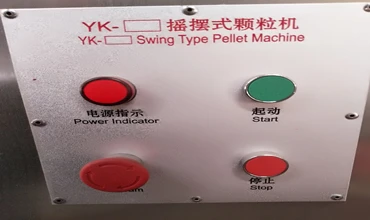 YK- 摇摆式颗粒机
YK- Swing Type Pellet Machine
电源指示
Power Indicator
起动
Start
停止
Stop